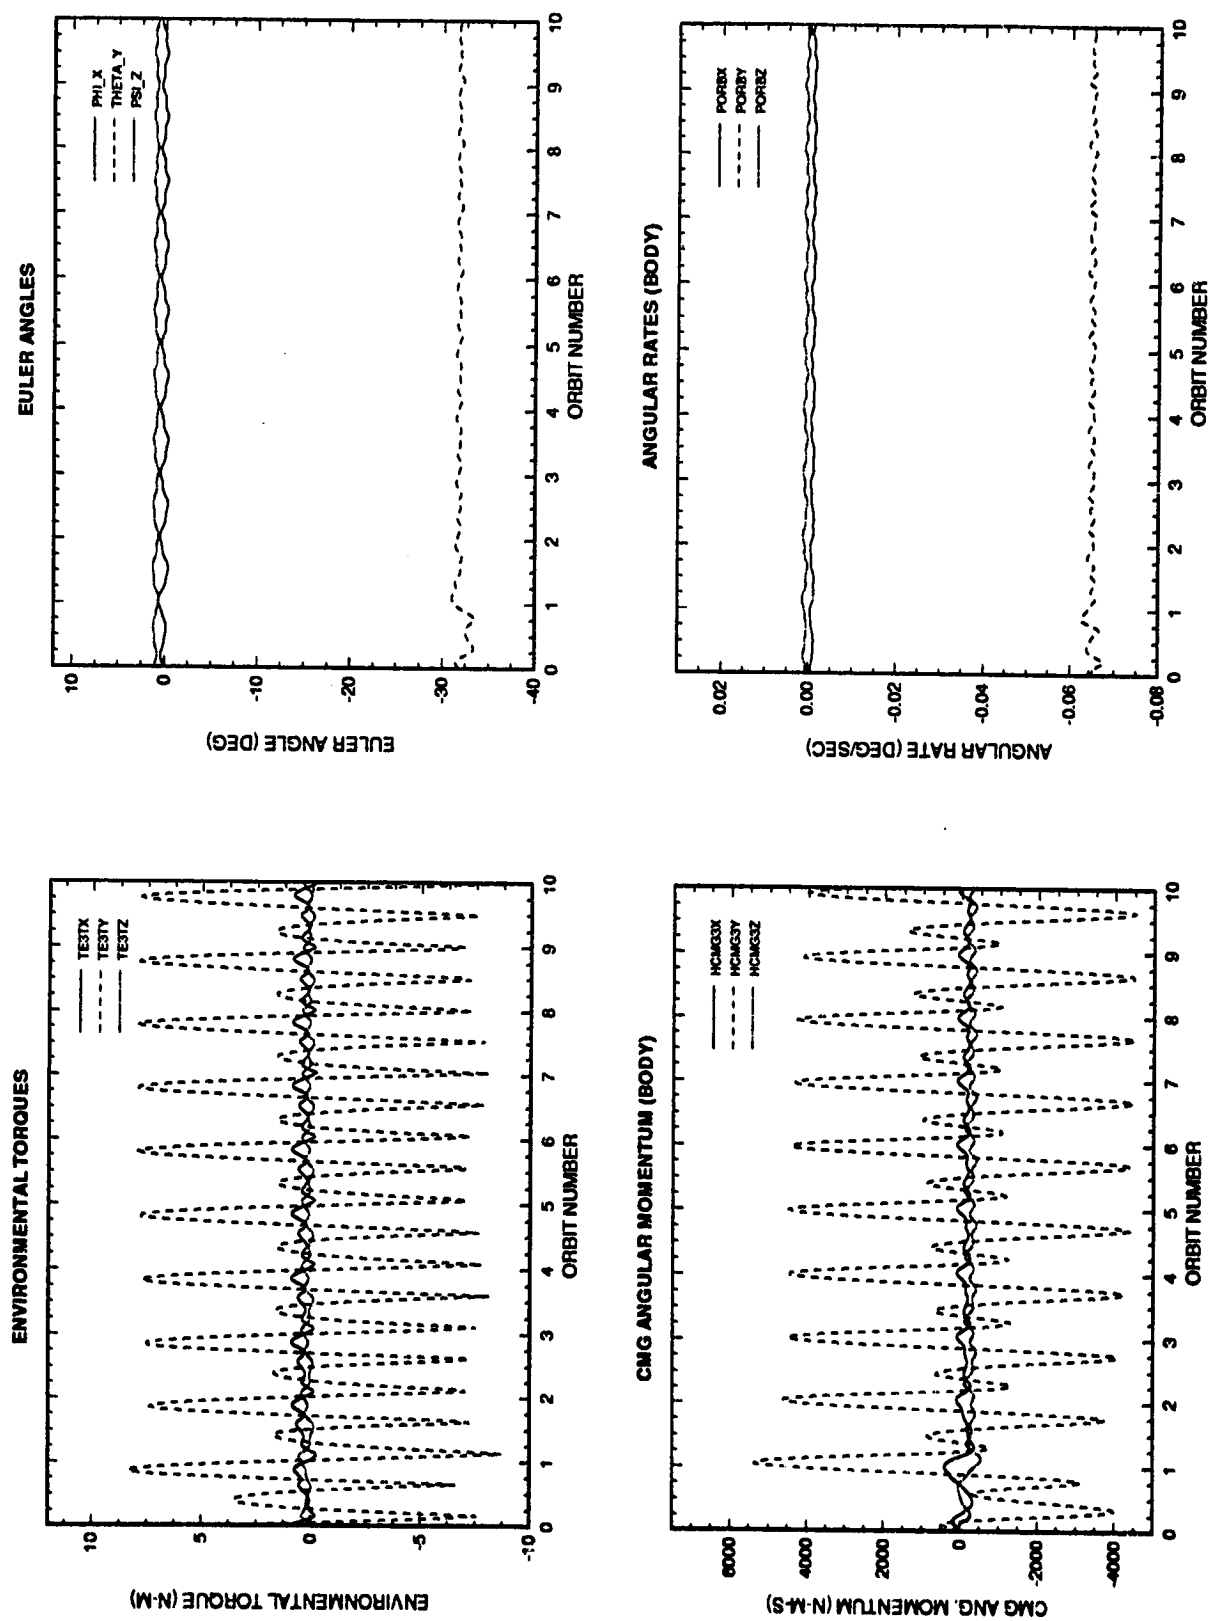 ENVIRONMENTAL TORQUES
TE3TX
TE3TY
TE3TZ
ENVIRONMENTAL TORQUE (N-M)
10
5
0
-5
-10
0 1 2 3 4 5 6 7 8 9 10
ORBIT NUMBER
EULER ANGLES
PHI_X
THETA_Y
PSI_Z
EULER ANGLE (DEG)
10
0
-10
-20
-30
-40
0 1 2 3 4 5 6 7 8 9 10
ORBIT NUMBER
CMG ANGULAR MOMENTUM (BODY)
HCMG3X
HCMG3Y
HCMG3Z
CMG ANG. MOMENTUM (N-M-S)
6000
4000
2000
0
-2000
-4000
0 1 2 3 4 5 6 7 8 9 10
ORBIT NUMBER
ANGULAR RATES (BODY)
PORBX
PORBY
PORBZ
ANGULAR RATE (DEG/SEC)
0.02
0.00
-0.02
-0.04
-0.06
-0.08
0 1 2 3 4 5 6 7 8 9 10
ORBIT NUMBER